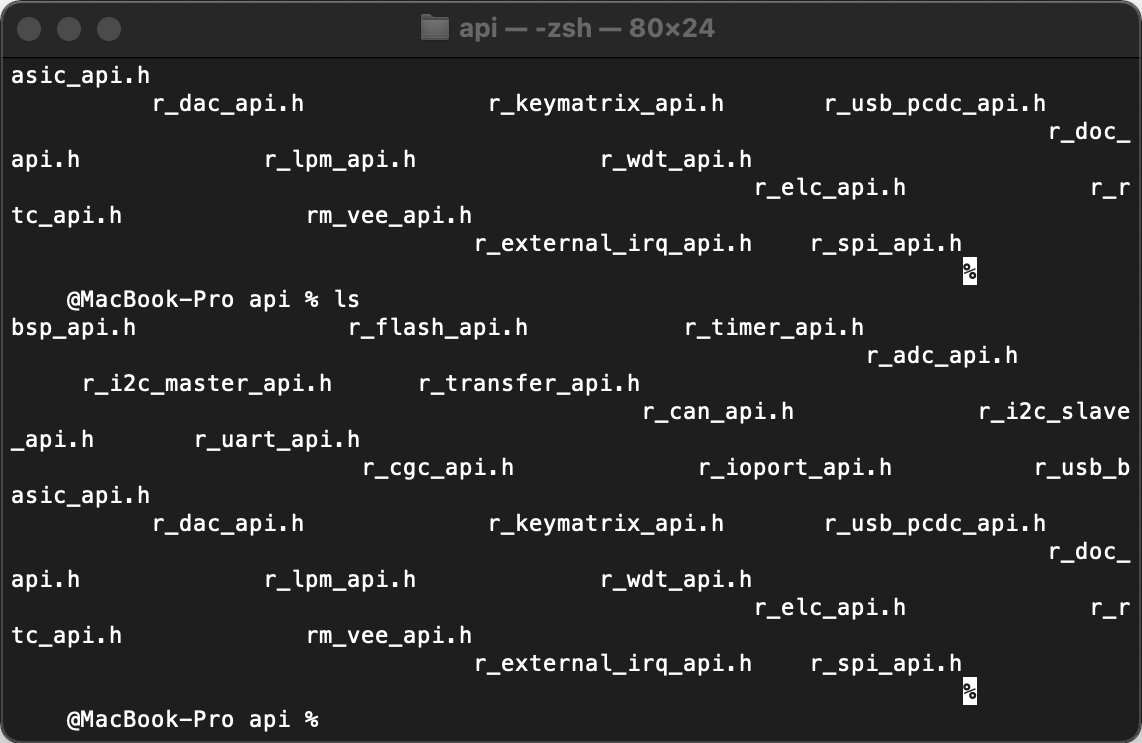 api — -zsh — 80×24
asic_api.h
r_dac_api.h r_keymatrix_api.h r_usb_pcdc_api.h
r_doc_
api.h r_lpm_api.h r_wdt_api.h
r_elc_api.h r_r
tc_api.h rm_vee_api.h
r_external_irq_api.h r_spi_api.h
%
@MacBook-Pro api % ls
bsp_api.h r_flash_api.h r_timer_api.h
r_adc_api.h
r_i2c_master_api.h r_transfer_api.h
r_can_api.h r_i2c_slave
_api.h r_uart_api.h
r_cgc_api.h r_ioport_api.h r_usb_b
asic_api.h
r_dac_api.h r_keymatrix_api.h r_usb_pcdc_api.h
r_doc_
api.h r_lpm_api.h r_wdt_api.h
r_elc_api.h r_r
tc_api.h rm_vee_api.h
r_external_irq_api.h r_spi_api.h
%
@MacBook-Pro api %